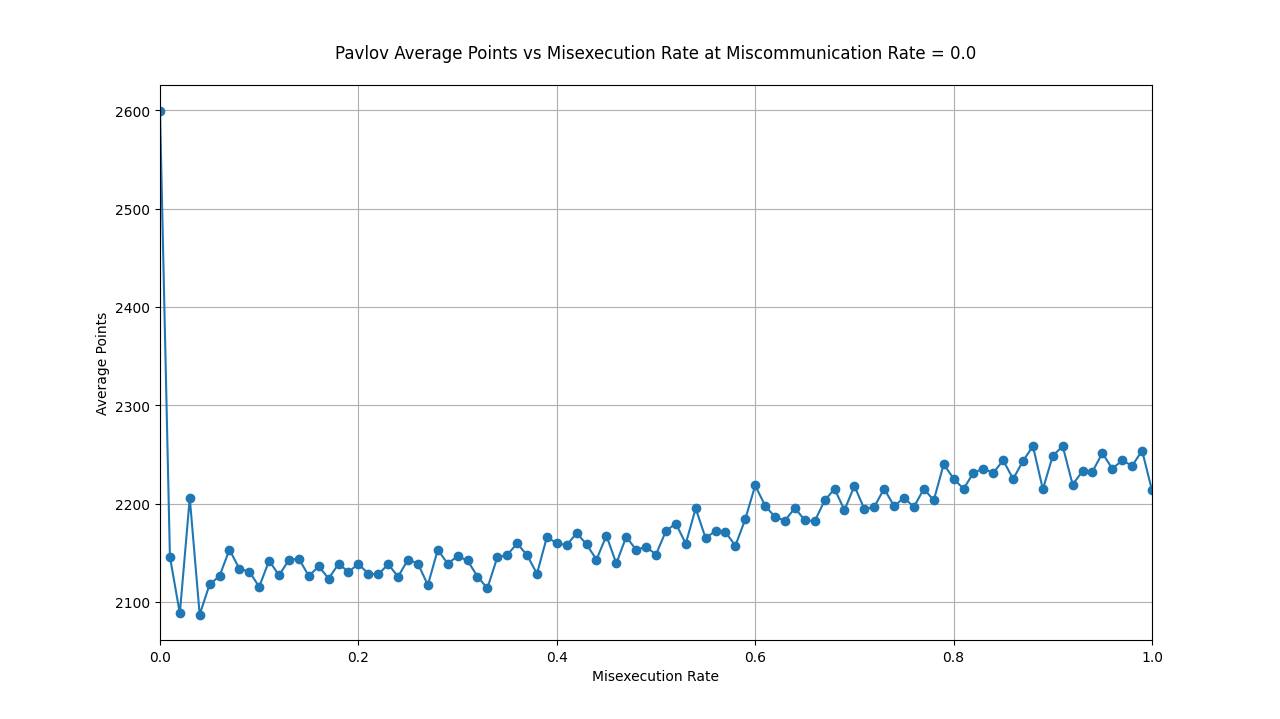 Pavlov Average Points vs Misexecution Rate at Miscommunication Rate = 0.0
2600
2500
2400
2300
2200
2100
Average Points
0.0 0.2 0.4 0.6 0.8 1.0
Misexecution Rate